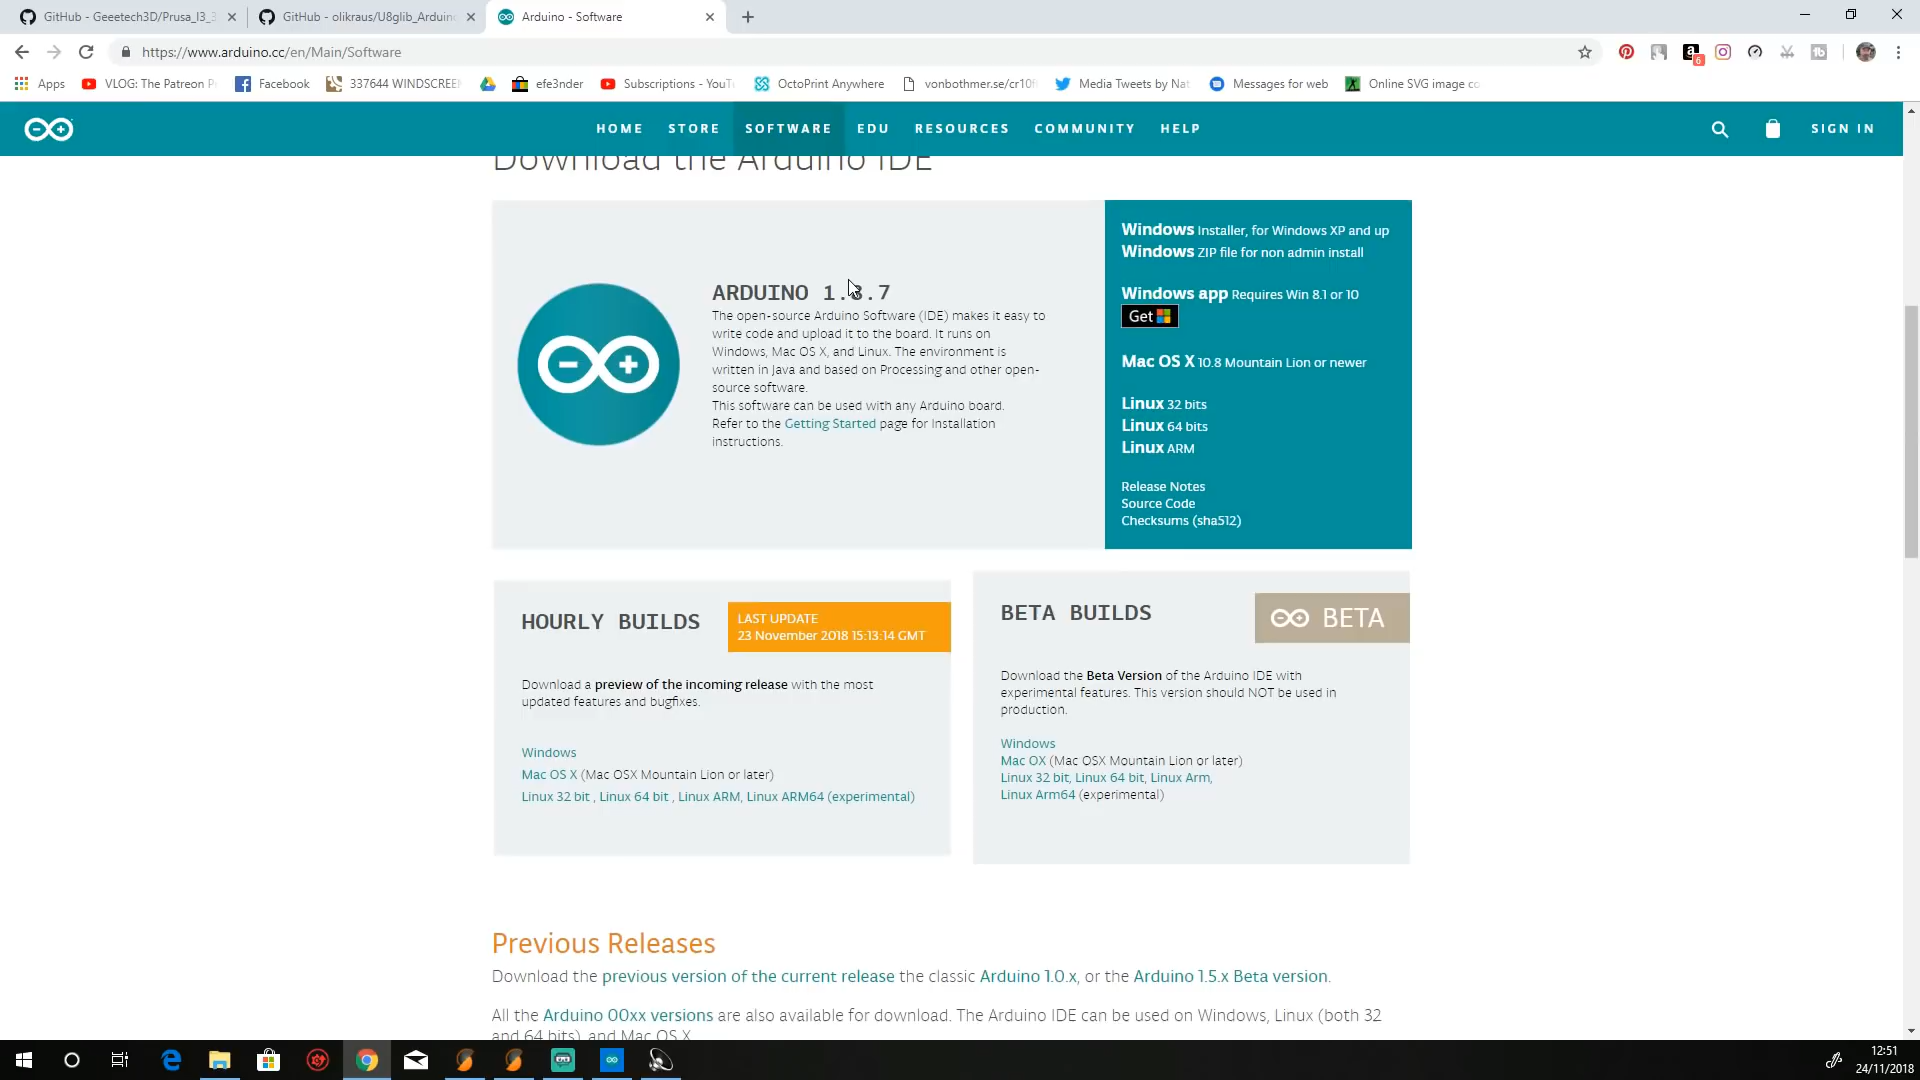 GitHub - Geeetech3D/Prusa_I3_3
GitHub - olikraus/U8glib_Arduino
Arduino - Software
https://www.arduino.cc/en/Main/Software
6
Apps
VLOG: The Patreon P
Facebook
337644 WINDSCREE
efe3nder
Subscriptions - YouT
OctoPrint Anywhere
vonbothmer.se/cr10f
Media Tweets by Nat
Messages for web
Online SVG image co
HOME STORE SOFTWARE EDU RESOURCES COMMUNITY HELP
SIGN IN
Download the Arduino IDE
ARDUINO 1.8.7
The open-source Arduino Software (IDE) makes it easy to
write code and upload it to the board. It runs on
Windows, Mac OS X, and Linux. The environment is
written in Java and based on Processing and other open-
source software.
This software can be used with any Arduino board.
Refer to the Getting Started page for Installation
instructions.
Windows Installer, for Windows XP and up
Windows ZIP file for non admin install
Windows app Requires Win 8.1 or 10
Get
Mac OS X 10.8 Mountain Lion or newer
Linux 32 bits
Linux 64 bits
Linux ARM
Release Notes
Source Code
Checksums (sha512)
HOURLY BUILDS
LAST UPDATE
23 November 2018 15:13:14 GMT
Download a preview of the incoming release with the most
updated features and bugfixes.
Windows
Mac OS X (Mac OSX Mountain Lion or later)
Linux 32 bit , Linux 64 bit , Linux ARM, Linux ARM64 (experimental)
BETA BUILDS
BETA
Download the Beta Version of the Arduino IDE with
experimental features. This version should NOT be used in
production.
Windows
Mac OX (Mac OSX Mountain Lion or later)
Linux 32 bit, Linux 64 bit, Linux Arm,
Linux Arm64 (experimental)
Previous Releases
Download the previous version of the current release the classic Arduino 1.0.x, or the Arduino 1.5.x Beta version.
All the Arduino 00xx versions are also available for download. The Arduino IDE can be used on Windows, Linux (both 32
and 64 bits), and Mac OS X.
12:51
24/11/2018